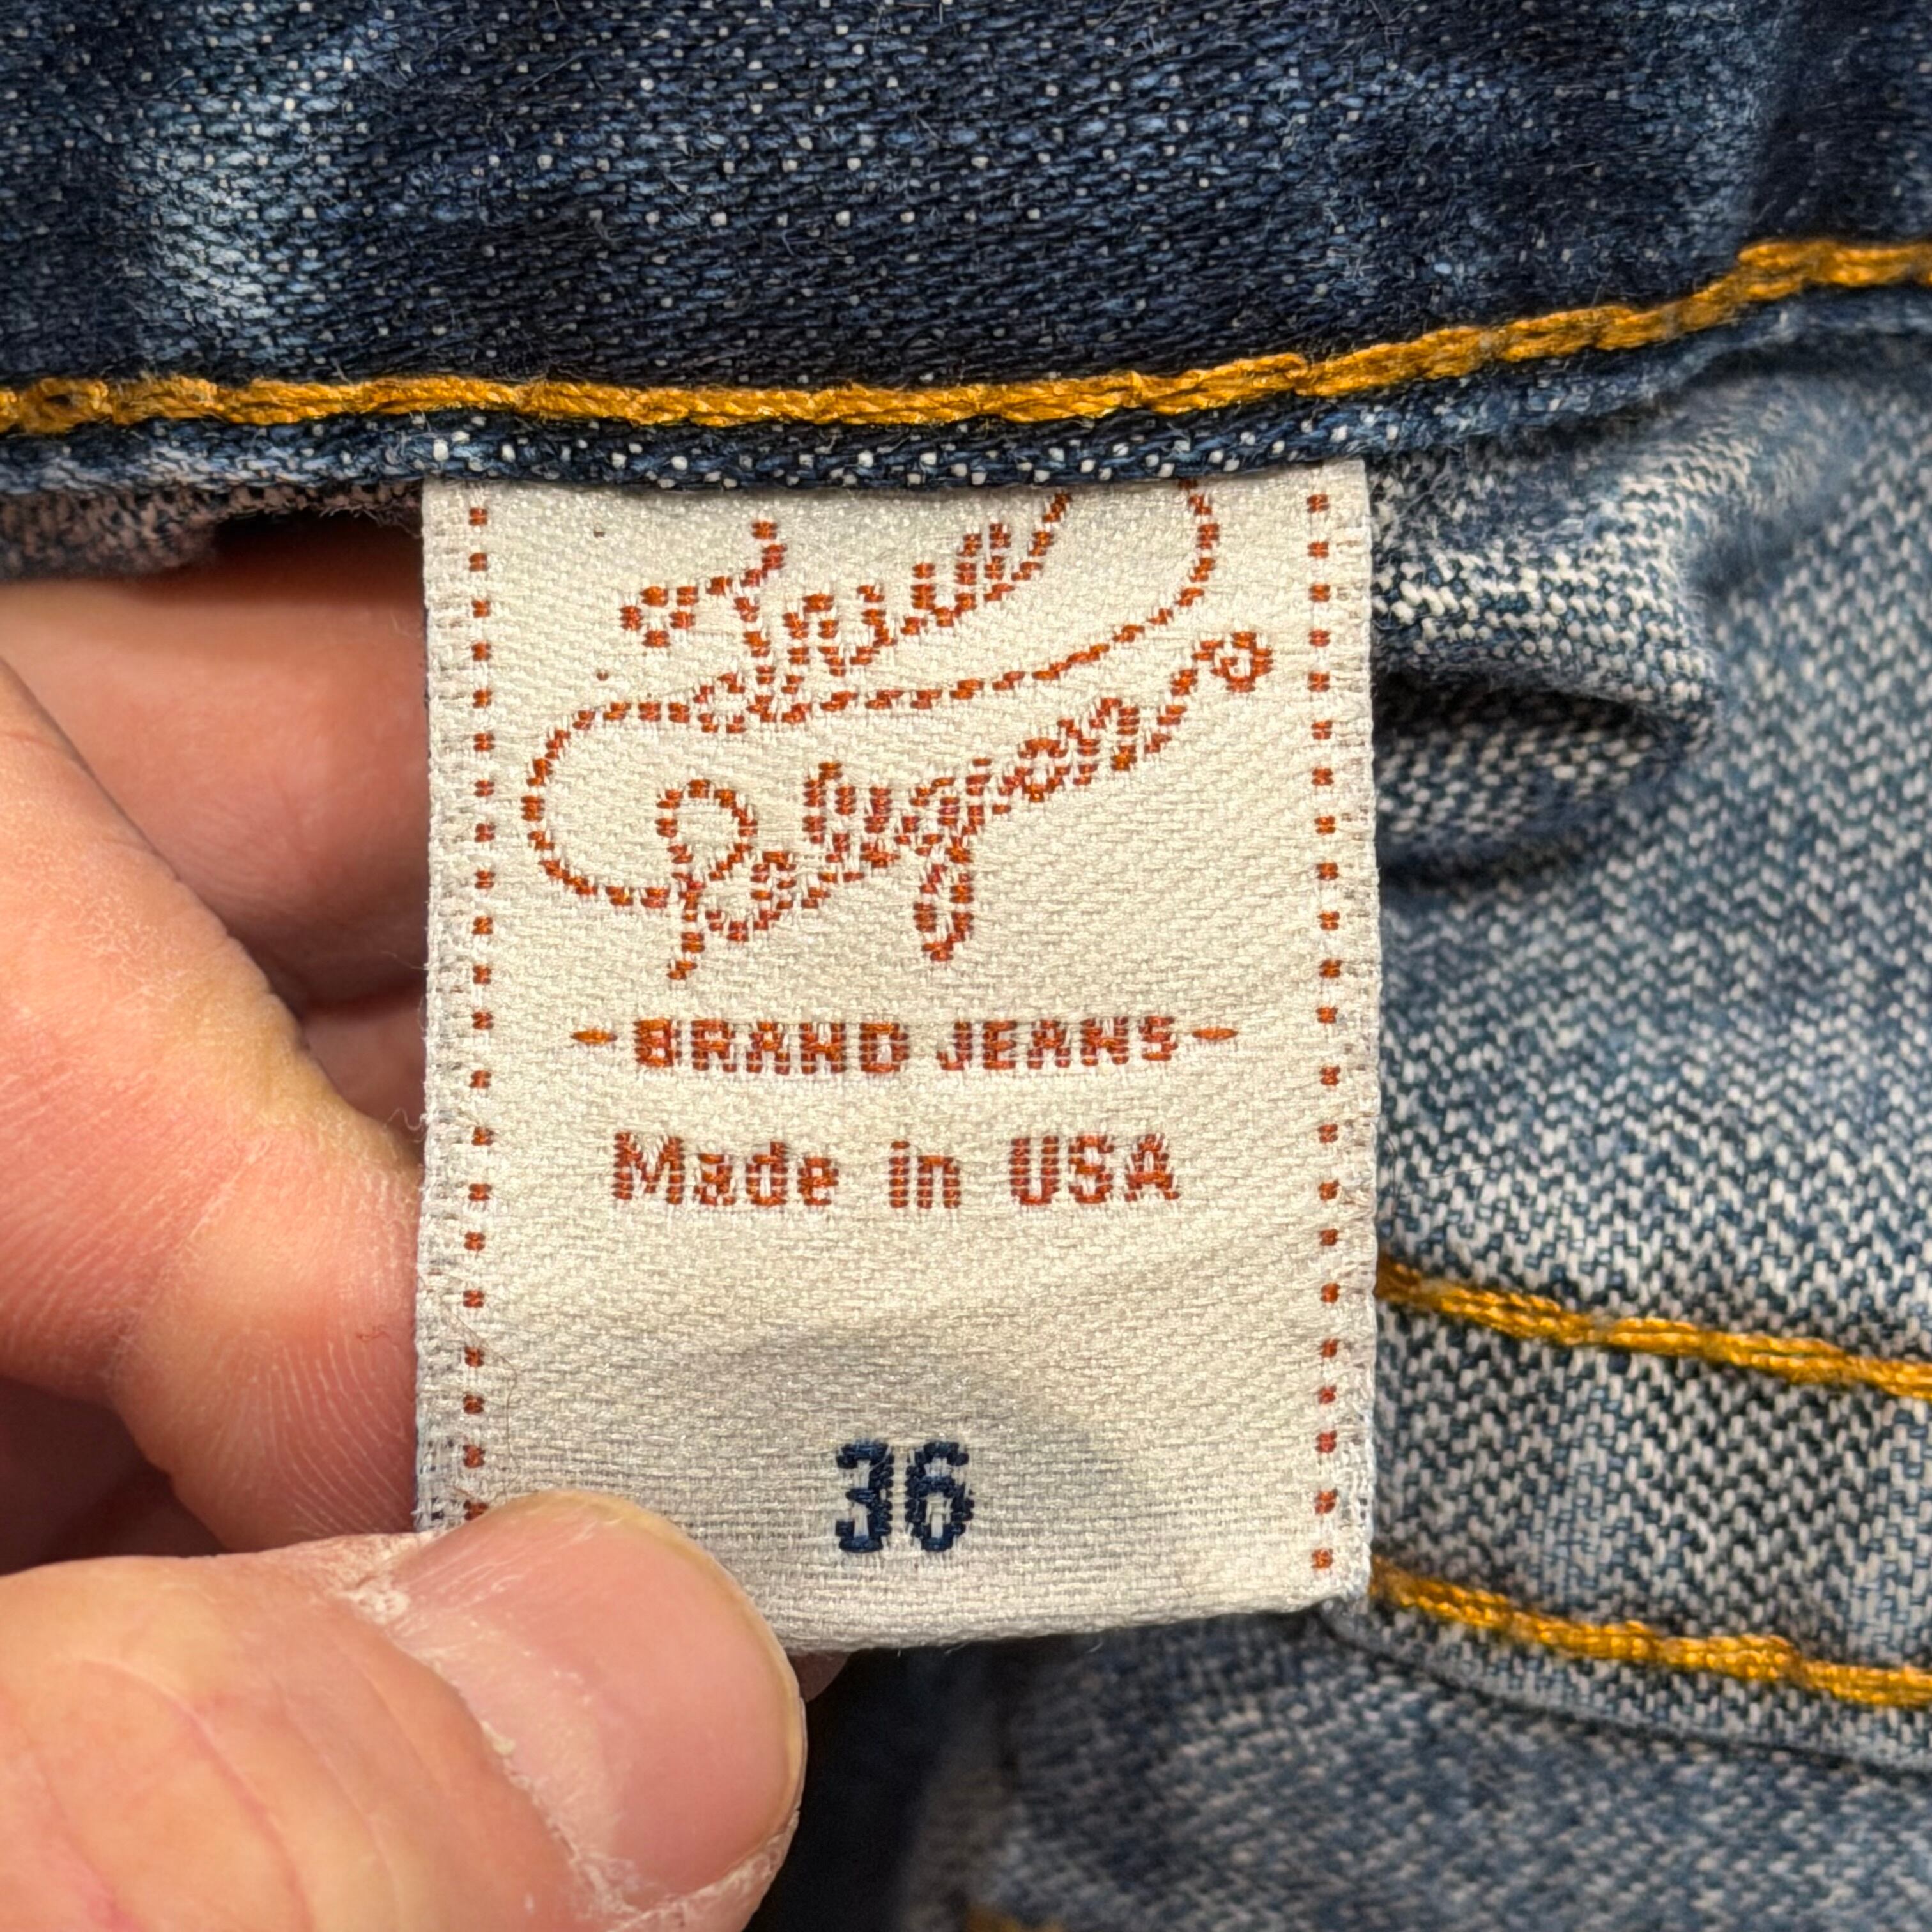 True
Religion
BRAND JEANS
Made in USA
36